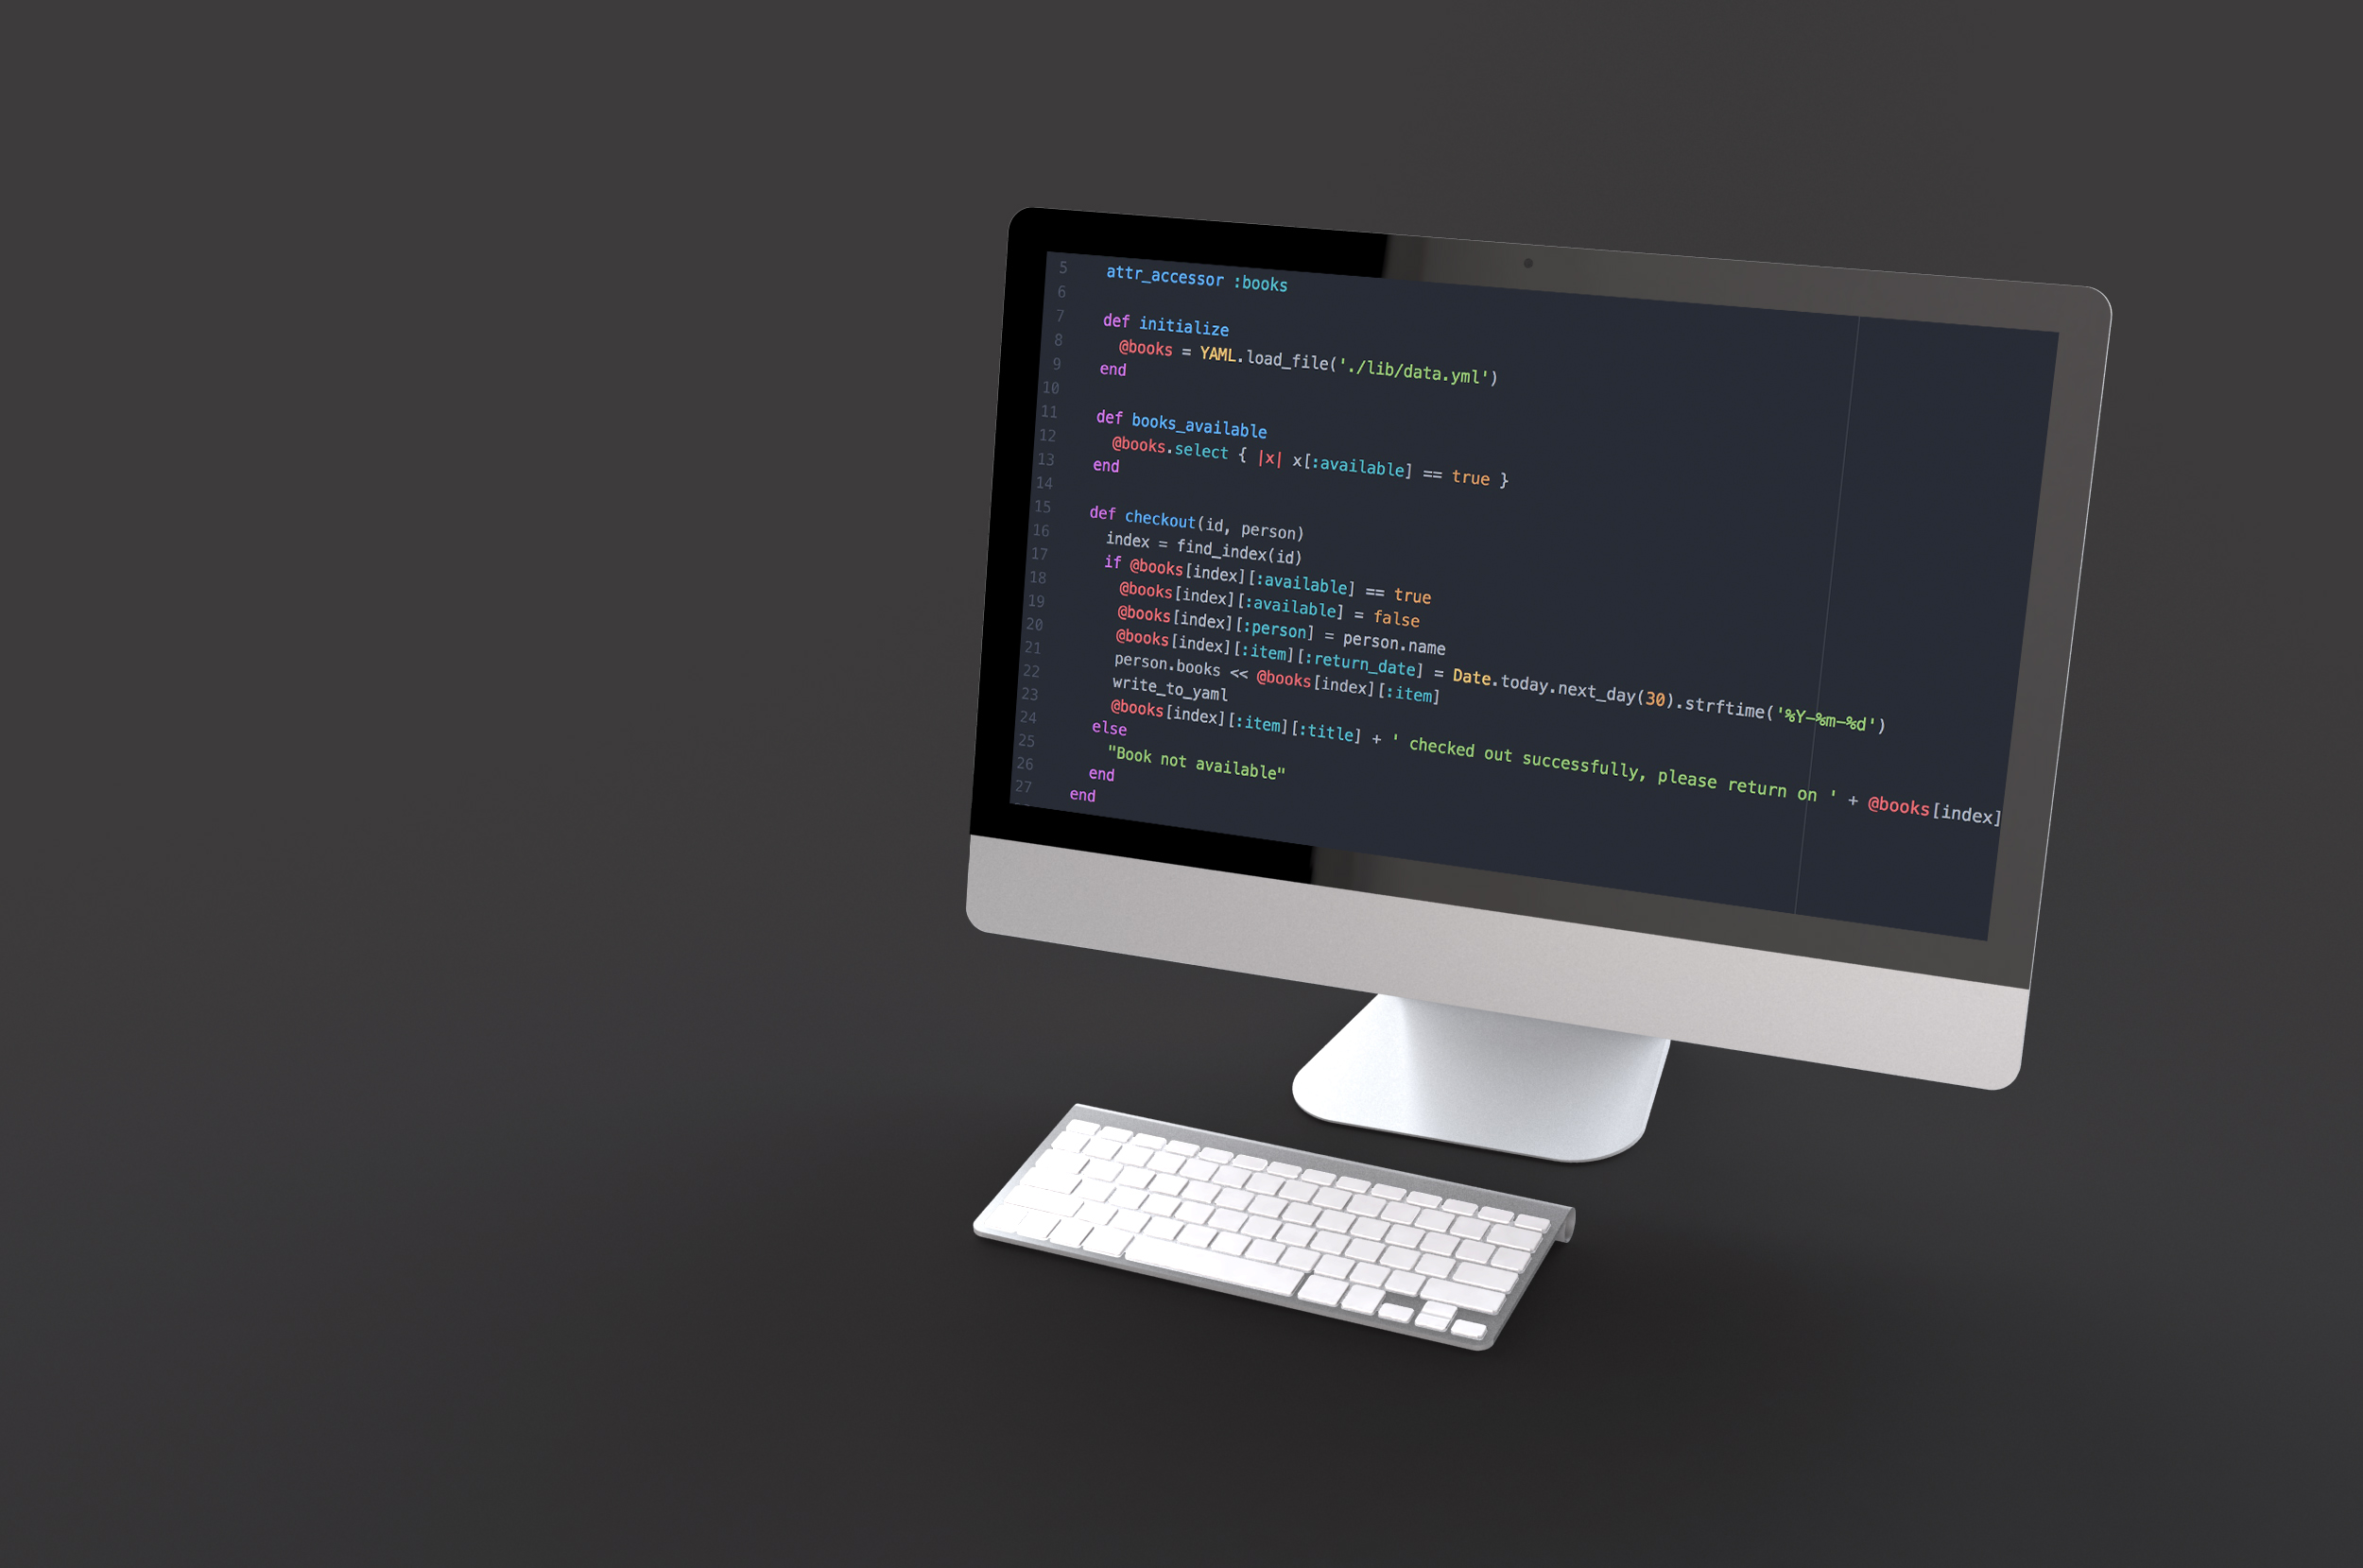 5 attr_accessor :books
6
7 def initialize
8 @books = YAML.load_file('./lib/data.yml')
9 end
10
11 def books_available
12 @books.select { |x| x[:available] == true }
13 end
14
15 def checkout(id, person)
16 index = find_index(id)
17 if @books[index][:available] == true
18 @books[index][:available] = false
19 @books[index][:person] = person.name
20 @books[index][:item][:return_date] = Date.today.next_day(30).strftime('%Y-%m-%d')
21 person.books << @books[index][:item]
22 write_to_yaml
23 @books[index][:item][:title] + ' checked out successfully, please return on ' + @books[index]
24 else
25 "Book not available"
26 end
27 end